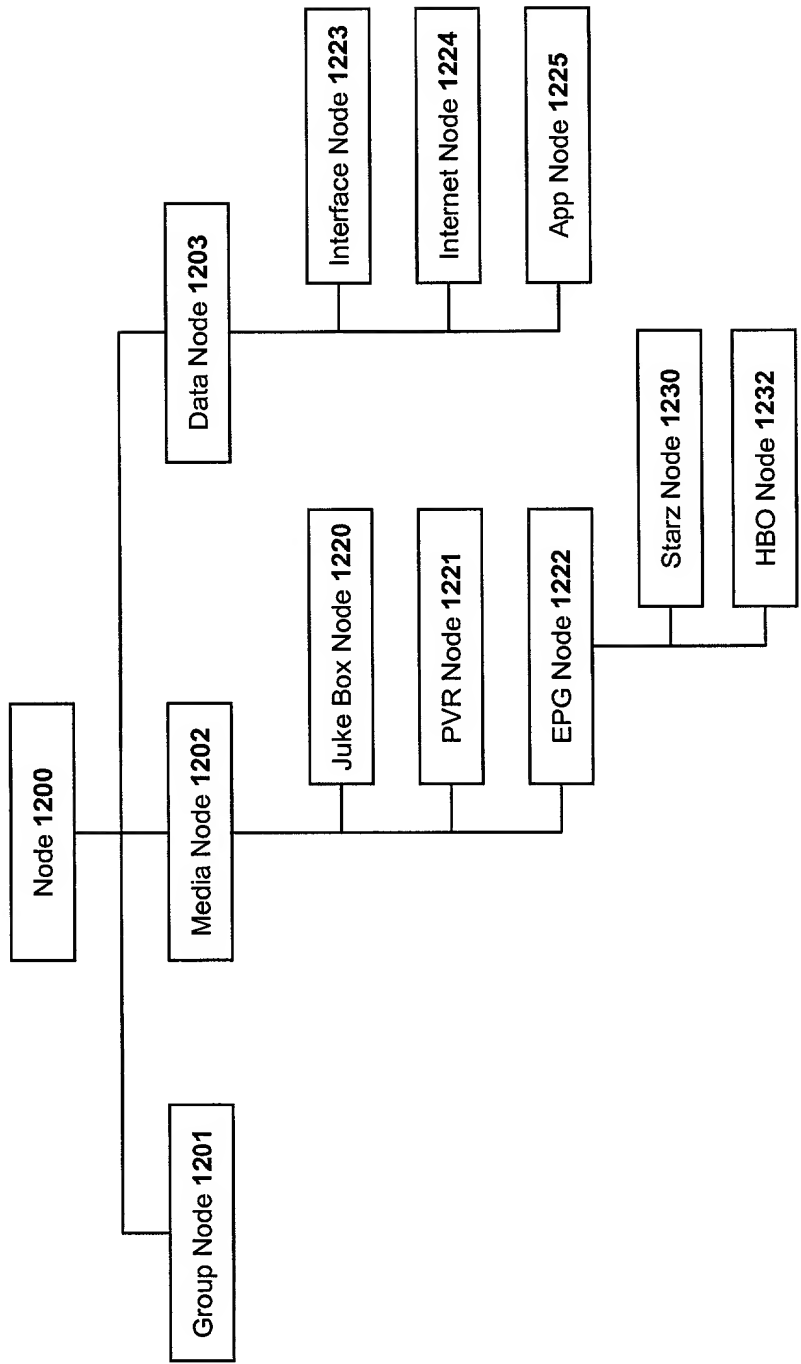 Node 1200
Group Node 1201
Media Node 1202
Data Node 1203
Juke Box Node 1220
PVR Node 1221
EPG Node 1222
Starz Node 1230
HBO Node 1232
Interface Node 1223
Internet Node 1224
App Node 1225